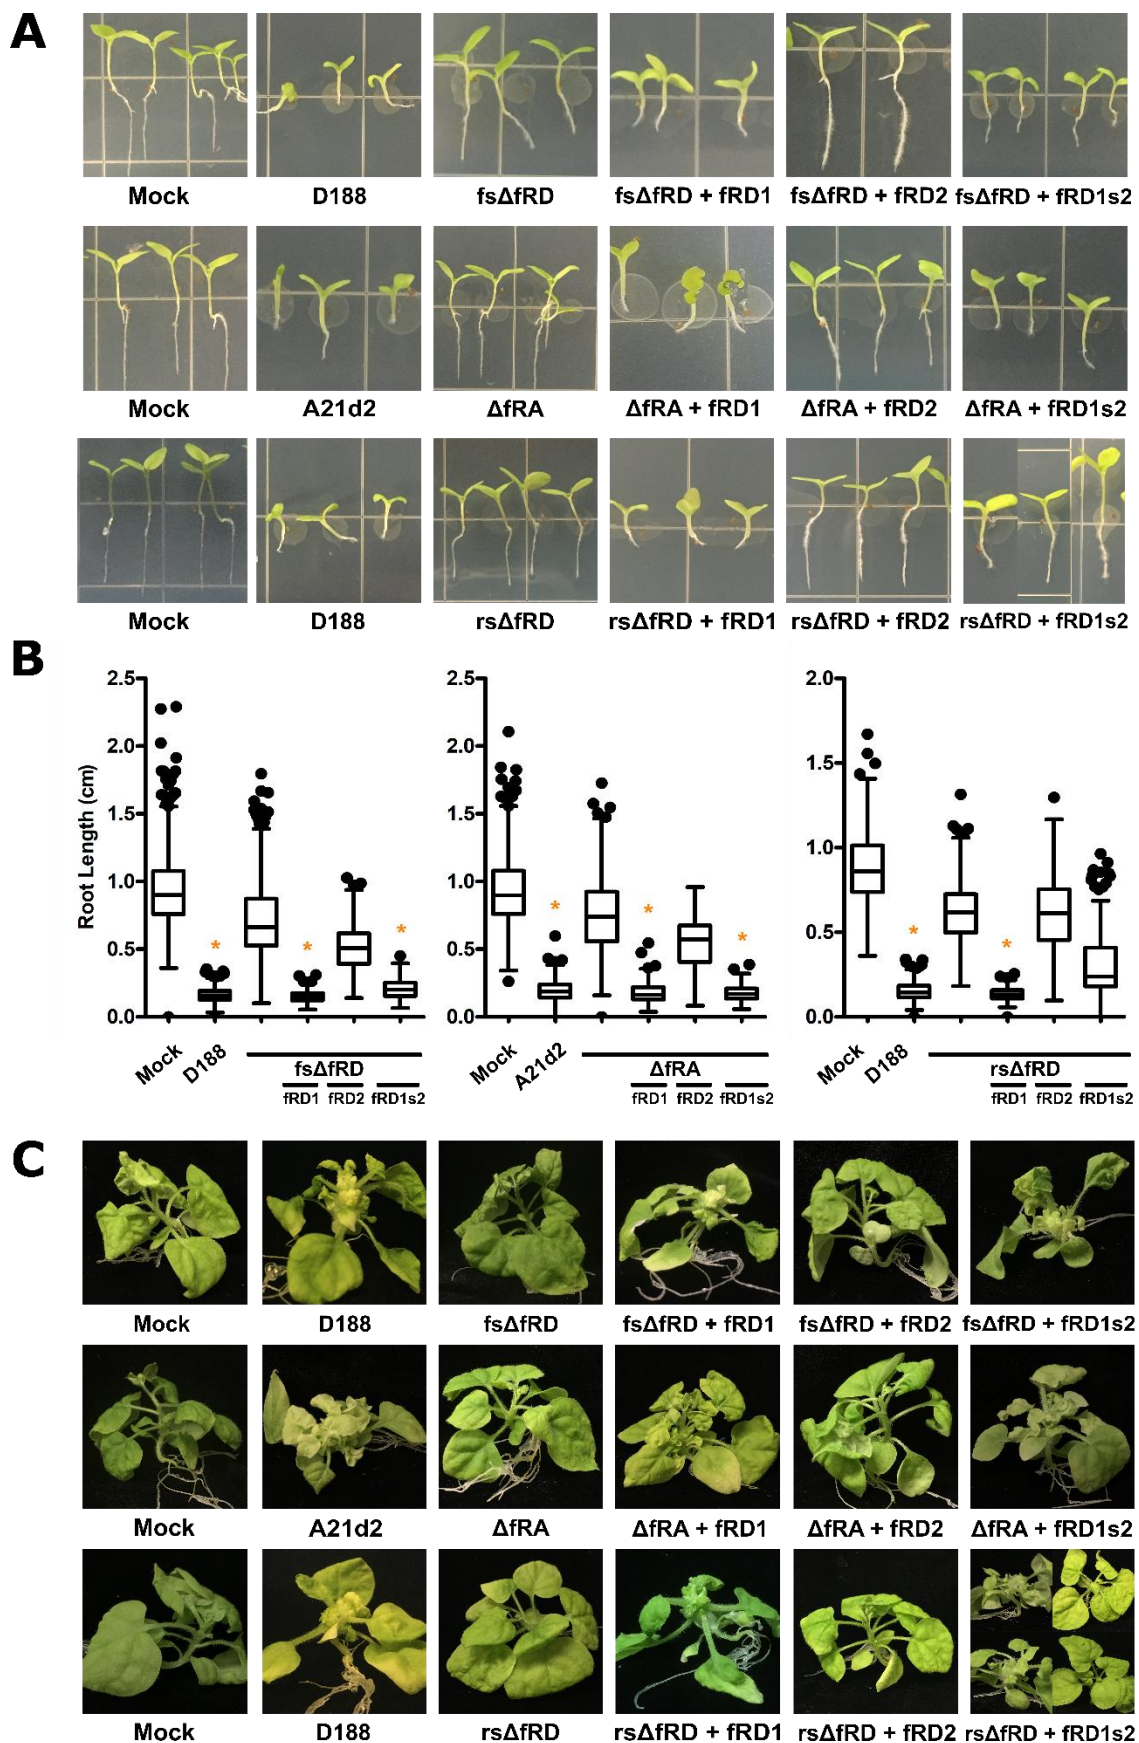 A
Mock D188 fsΔfRD fsΔfRD + fRD1 fsΔfRD + fRD2 fsΔfRD + fRD1s2
Mock A21d2 ΔfRA ΔfRA + fRD1 ΔfRA + fRD2 ΔfRA + fRD1s2
Mock D188 rsΔfRD rsΔfRD + fRD1 rsΔfRD + fRD2 rsΔfRD + fRD1s2
B
Root Length (cm)
2.5
2.0
1.5
1.0
0.5
0.0
*
*
*
Mock D188 fsΔfRD
fRD1 fRD2 fRD1s2
2.5
2.0
1.5
1.0
0.5
0.0
*
*
*
Mock A21d2 ΔfRA
fRD1 fRD2 fRD1s2
2.0
1.5
1.0
0.5
0.0
*
*
Mock D188 rsΔfRD
fRD1 fRD2 fRD1s2
C
Mock D188 fsΔfRD fsΔfRD + fRD1 fsΔfRD + fRD2 fsΔfRD + fRD1s2
Mock A21d2 ΔfRA ΔfRA + fRD1 ΔfRA + fRD2 ΔfRA + fRD1s2
Mock D188 rsΔfRD rsΔfRD + fRD1 rsΔfRD + fRD2 rsΔfRD + fRD1s2